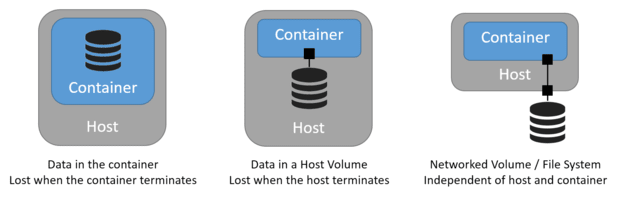 Container
Host
Data in the container
Lost when the container terminates
Container
Host
Data in a Host Volume
Lost when the host terminates
Container
Host
Networked Volume / File System
Independent of host and container